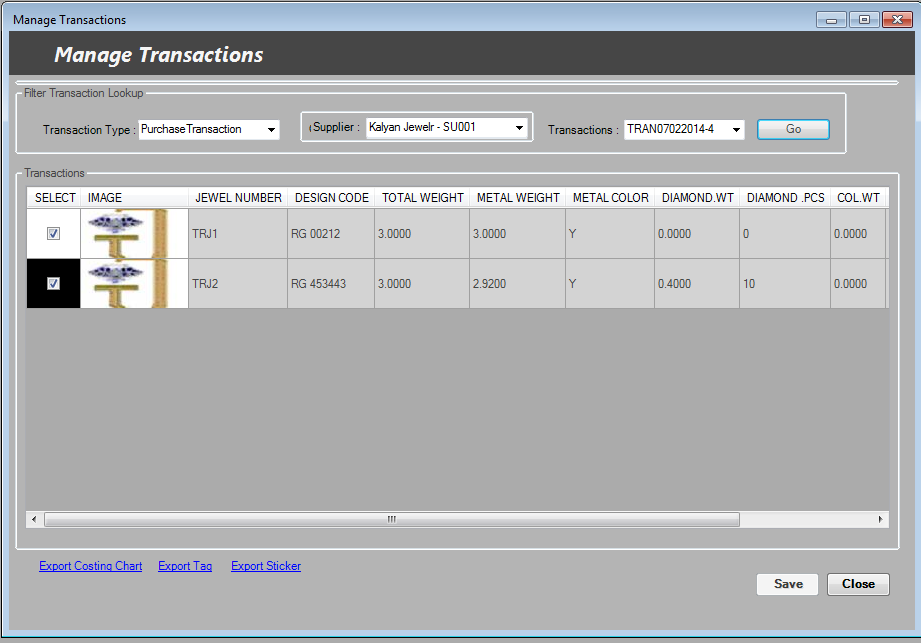 Manage Transactions
Manage Transactions
Filter Transaction Lookup
Transaction Type : PurchaseTransaction Supplier : Kalyan Jewelr - SU001 Transactions : TRAN07022014-4 Go
Transactions
SELECT IMAGE JEWEL NUMBER DESIGN CODE TOTAL WEIGHT METAL WEIGHT METAL COLOR DIAMOND.WT DIAMOND .PCS COL.WT
TRJ1 RG 00212 3.0000 3.0000 Y 0.0000 0 0.0000
TRJ2 RG 453443 3.0000 2.9200 Y 0.4000 10 0.0000
Export Costing Chart Export Tag Export Sticker
Save Close